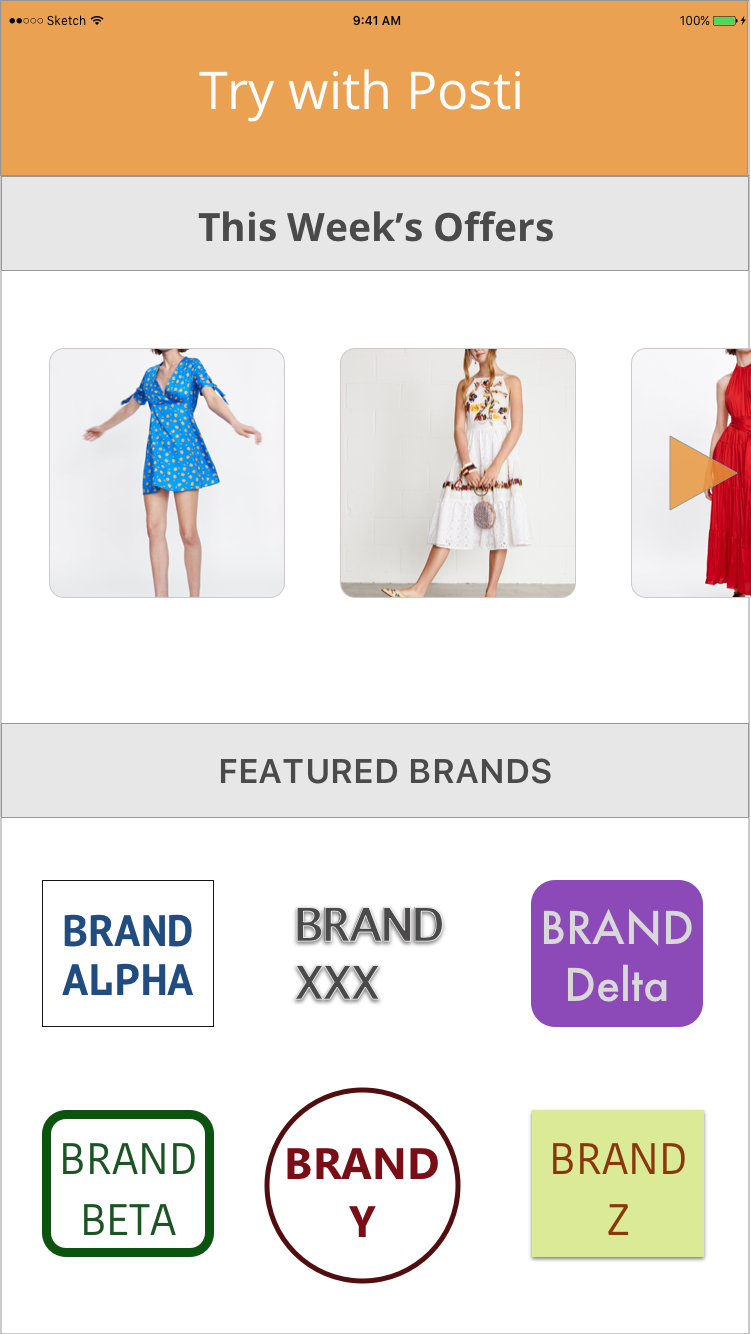 Sketch 9:41 AM 100%
Try with Posti
This Week’s Offers
FEATURED BRANDS
BRAND
ALPHA
BRAND
XXX
BRAND
Delta
BRAND
BETA
BRAND
Y
BRAND
Z